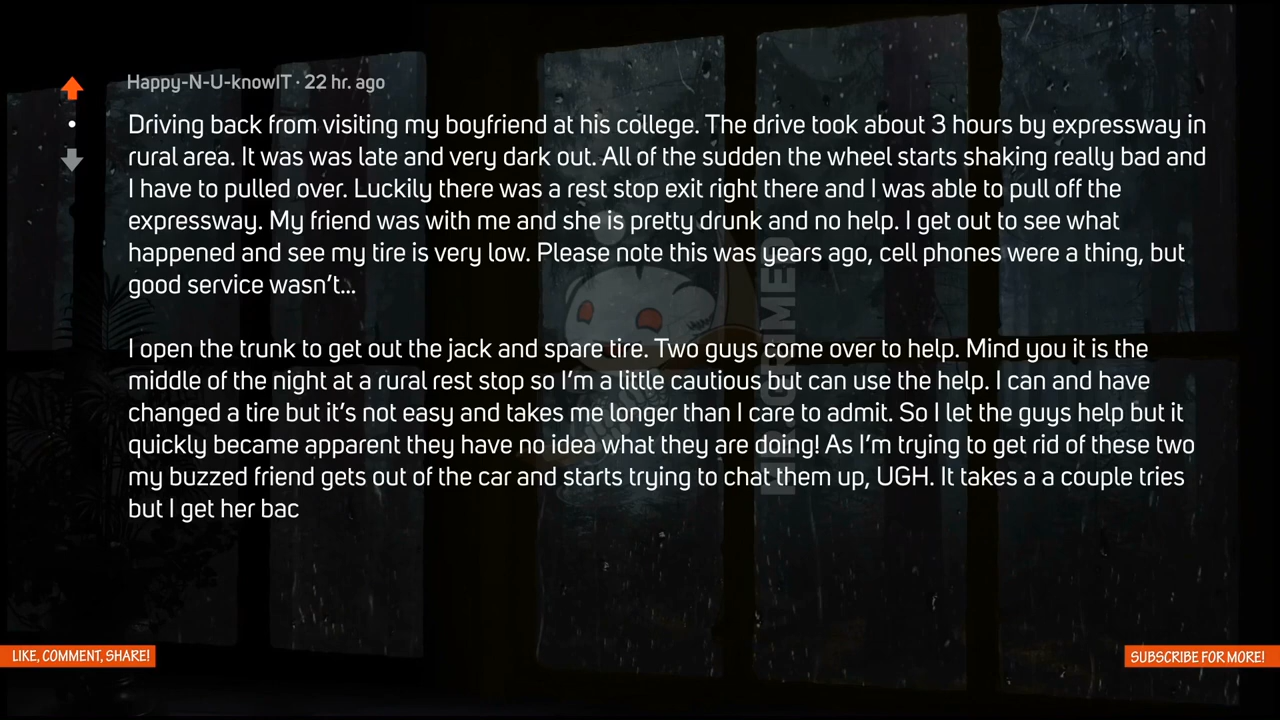 Happy-N-U-knowIT · 22 hr. ago
Driving back from visiting my boyfriend at his college. The drive took about 3 hours by expressway in
rural area. It was was late and very dark out. All of the sudden the wheel starts shaking really bad and
I have to pulled over. Luckily there was a rest stop exit right there and I was able to pull off the
expressway. My friend was with me and she is pretty drunk and no help. I get out to see what
happened and see my tire is very low. Please note this was years ago, cell phones were a thing, but
good service wasn't...
I open the trunk to get out the jack and spare tire. Two guys come over to help. Mind you it is the
middle of the night at a rural rest stop so I'm a little cautious but can use the help. I can and have
changed a tire but it's not easy and takes me longer than I care to admit. So I let the guys help but it
quickly became apparent they have no idea what they are doing! As I'm trying to get rid of these two
my buzzed friend gets out of the car and starts trying to chat them up, UGH. It takes a a couple tries
but I get her bac
MR.GRIMES
LIKE, COMMENT, SHARE!
SUBSCRIBE FOR MORE!